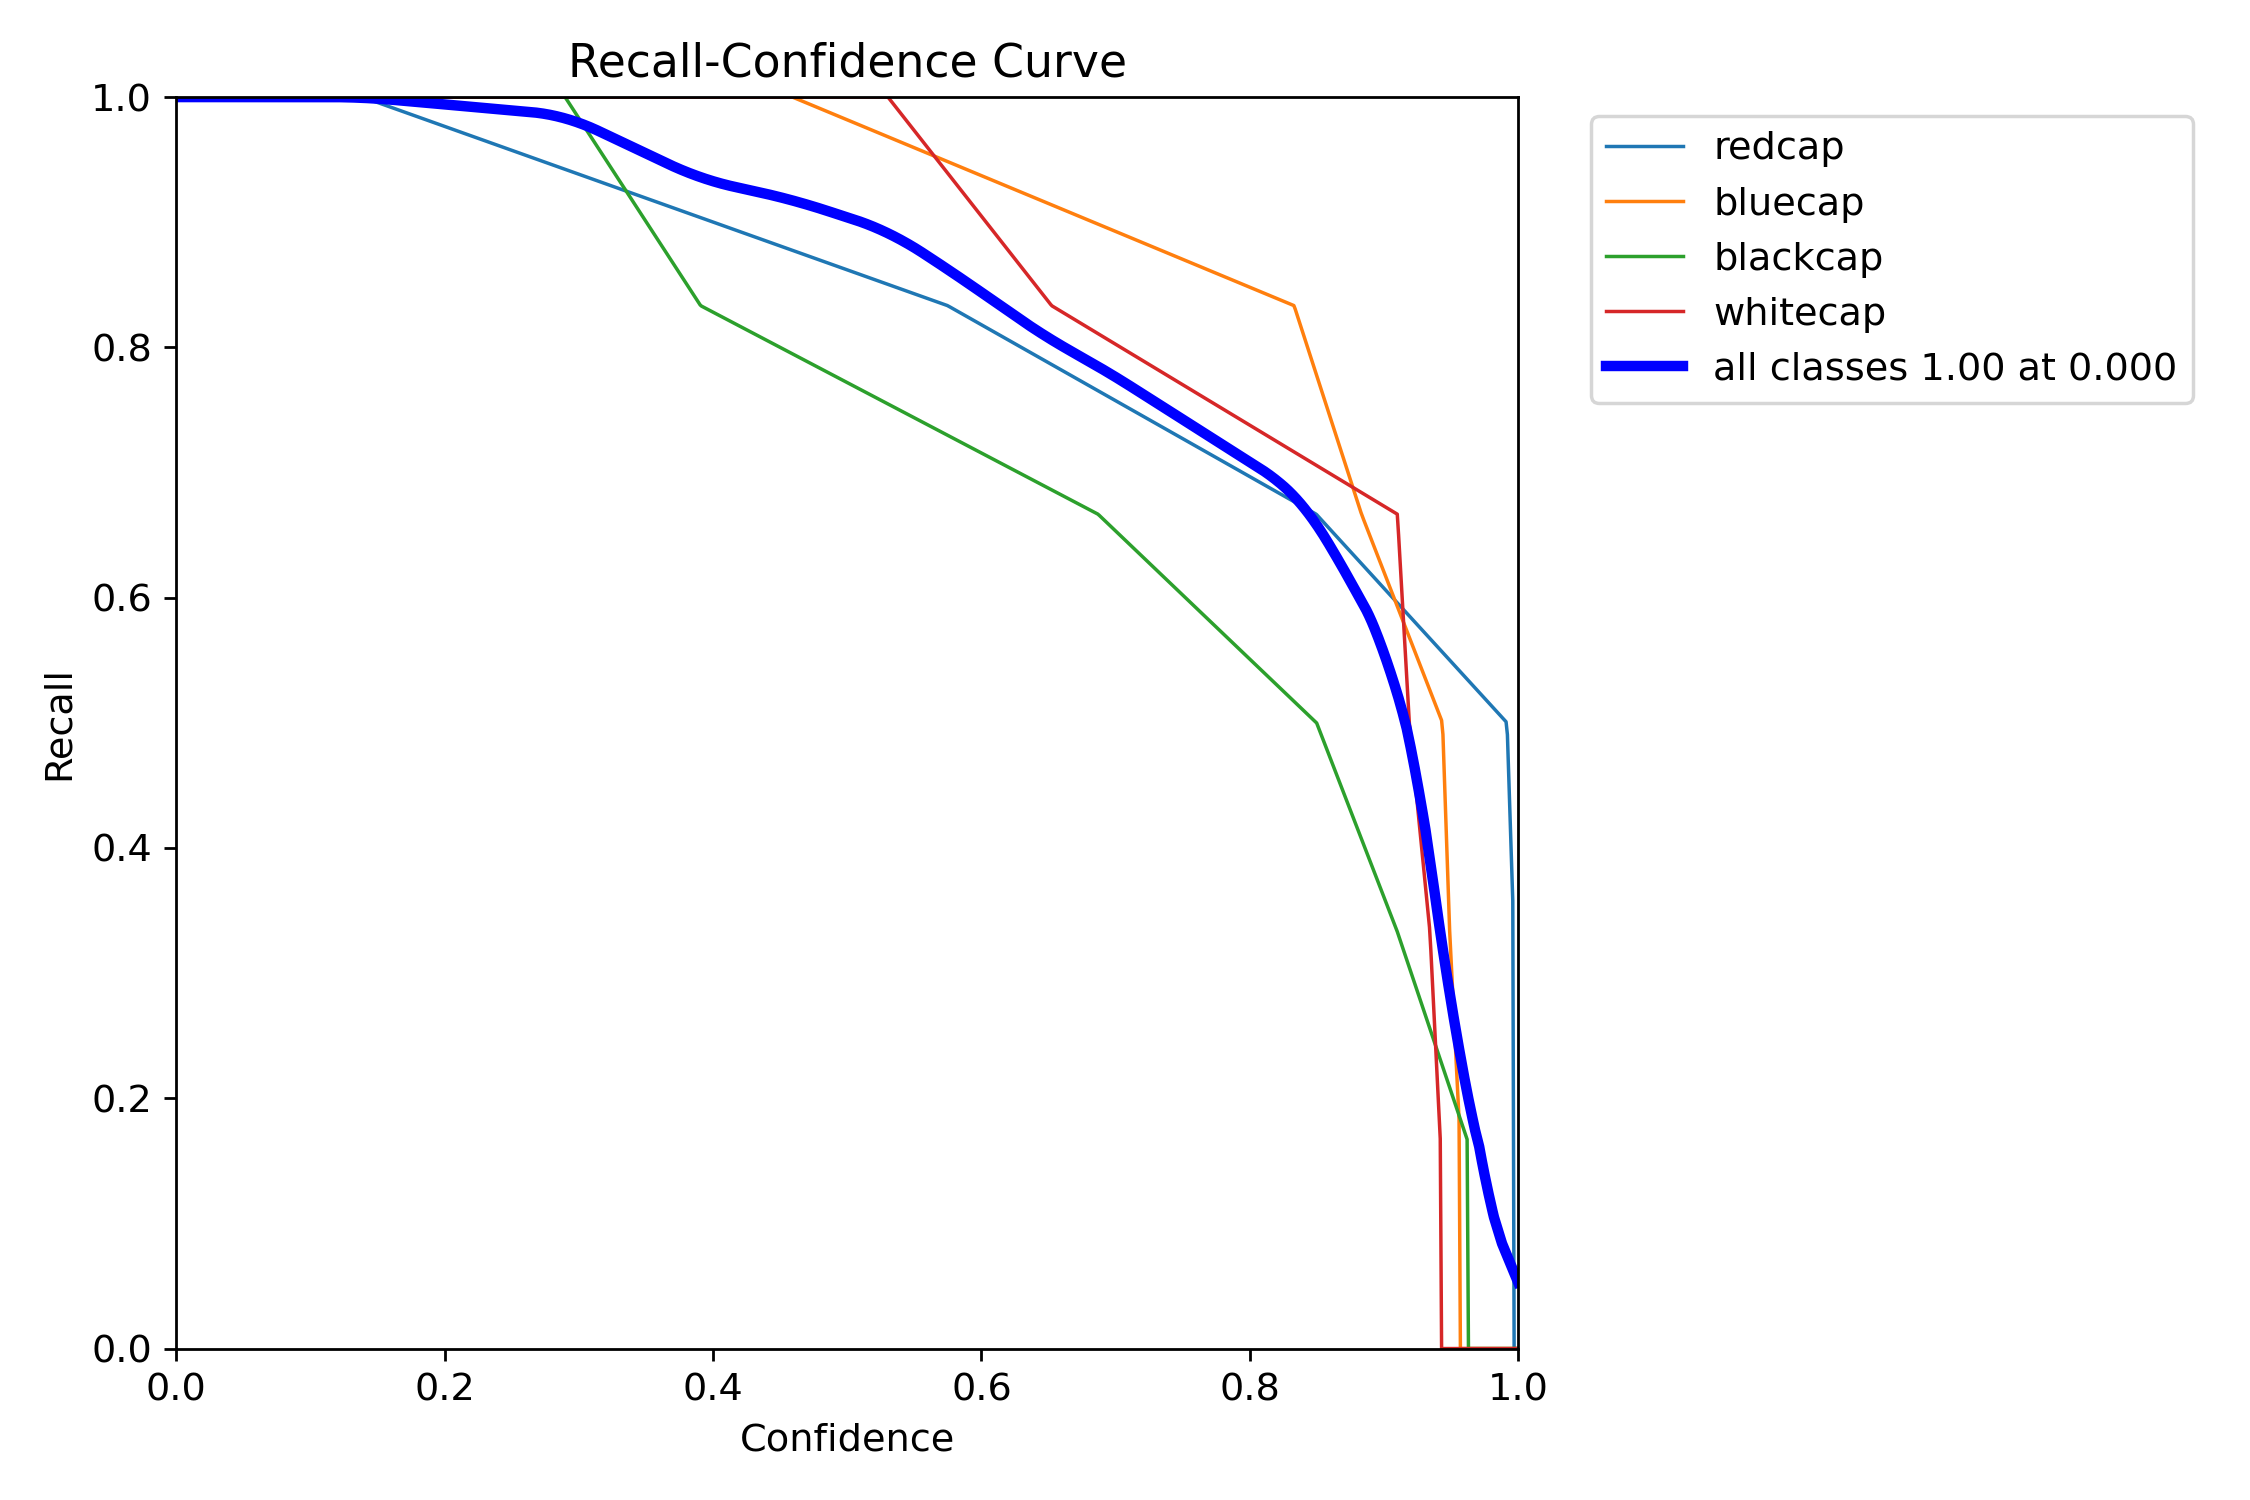 Recall-Confidence Curve
1.0
0.8
0.6
0.4
0.2
0.0
Recall
0.0 0.2 0.4 0.6 0.8 1.0
Confidence
redcap
bluecap
blackcap
whitecap
all classes 1.00 at 0.000